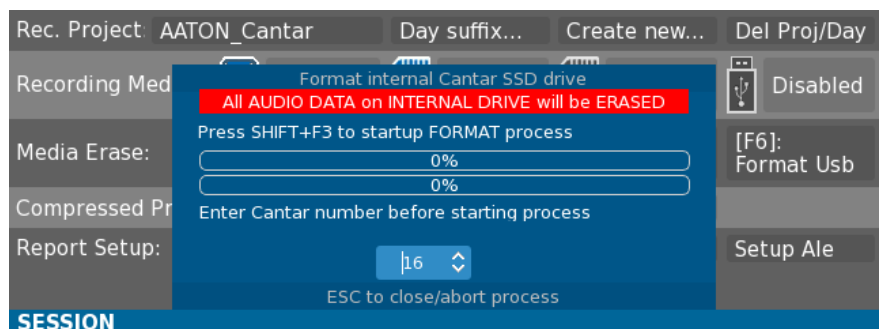 Rec. Project: AATON_Cantar Day suffix... Create new... Del Proj/Day
Recording Med
Disabled
Format internal Cantar SSD drive
All AUDIO DATA on INTERNAL DRIVE will be ERASED
Press SHIFT+F3 to startup FORMAT process
0%
0%
Media Erase:
[F6]:
Format Usb
Compressed Pr
Enter Cantar number before starting process
Report Setup:
16
Setup Ale
ESC to close/abort process
SESSION